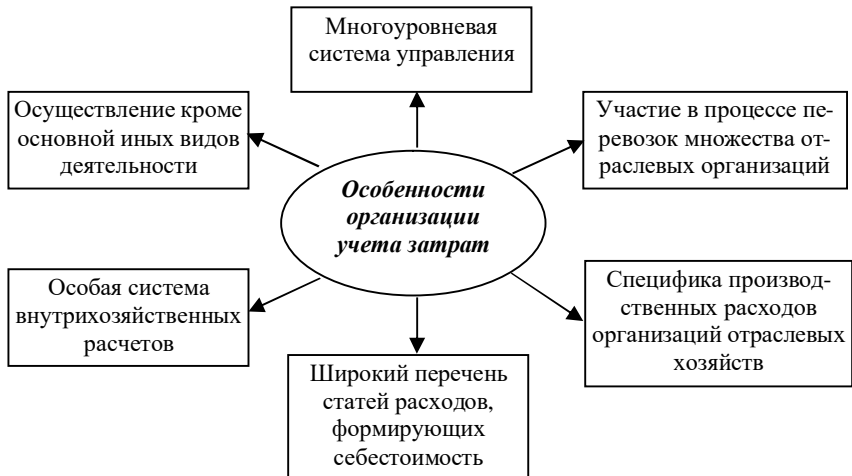 Многоуровневая
система управления
Осуществление кроме
основной иных видов
деятельности
Участие в процессе пе-
ревозок множества от-
раслевых организаций
Особенности
организации
учета затрат
Особая система
внутрихозяйственных
расчетов
Специфика производ-
ственных расходов
организаций отраслевых
хозяйств
Широкий перечень
статей расходов,
формирующих
себестоимость